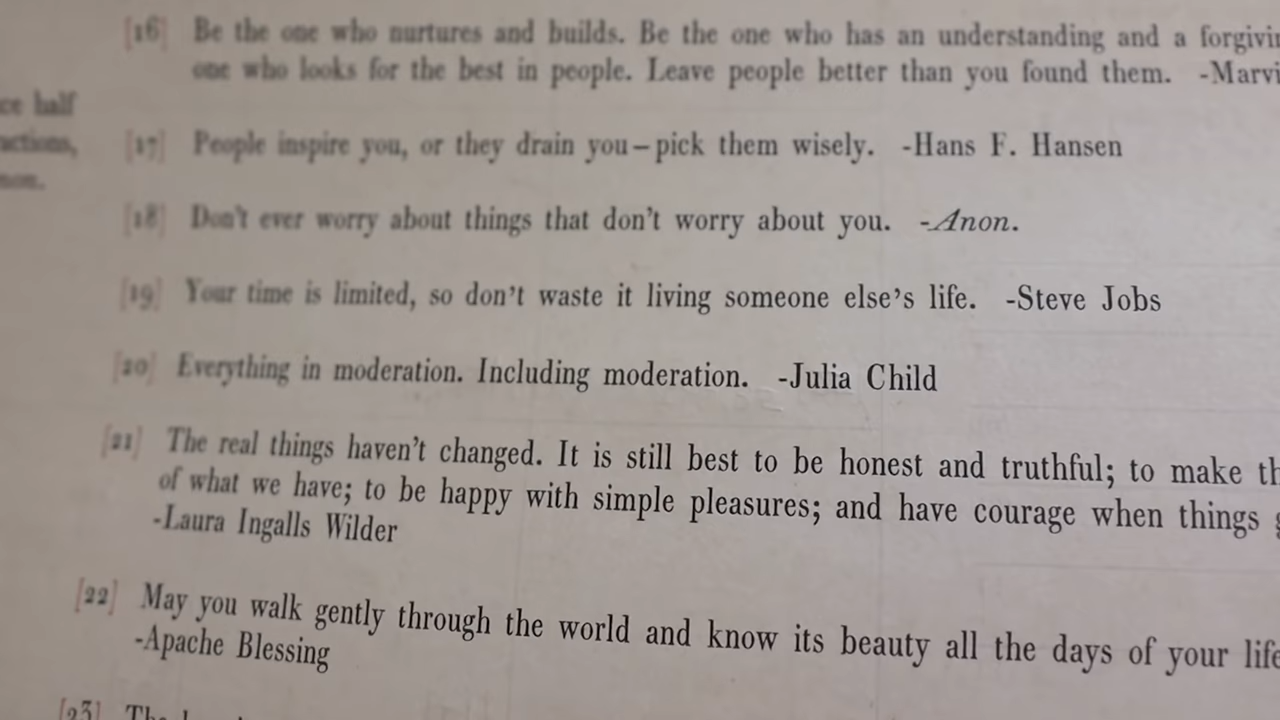 [16] Be the one who nurtures and builds. Be the one who has an understanding and a
one who looks for the best in people. Leave people better than you found them.
ce half
actions,
[17] People inspire you, or they drain you—pick them wisely. -Hans F. Hansen
[18] Don't ever worry about things that don't worry about you. -Anon.
[19] Your time is limited, so don't waste it living someone else's life. -Steve Jobs
[20] Everything in moderation. Including moderation. -Julia Child
[21] The real things haven't changed. It is still best to be honest and truthful; to make
of what we have; to be happy with simple pleasures; and have courage when things
-Laura Ingalls Wilder
[22] May you walk gently through the world and know its beauty all the days of your life
-Apache Blessing
[23]